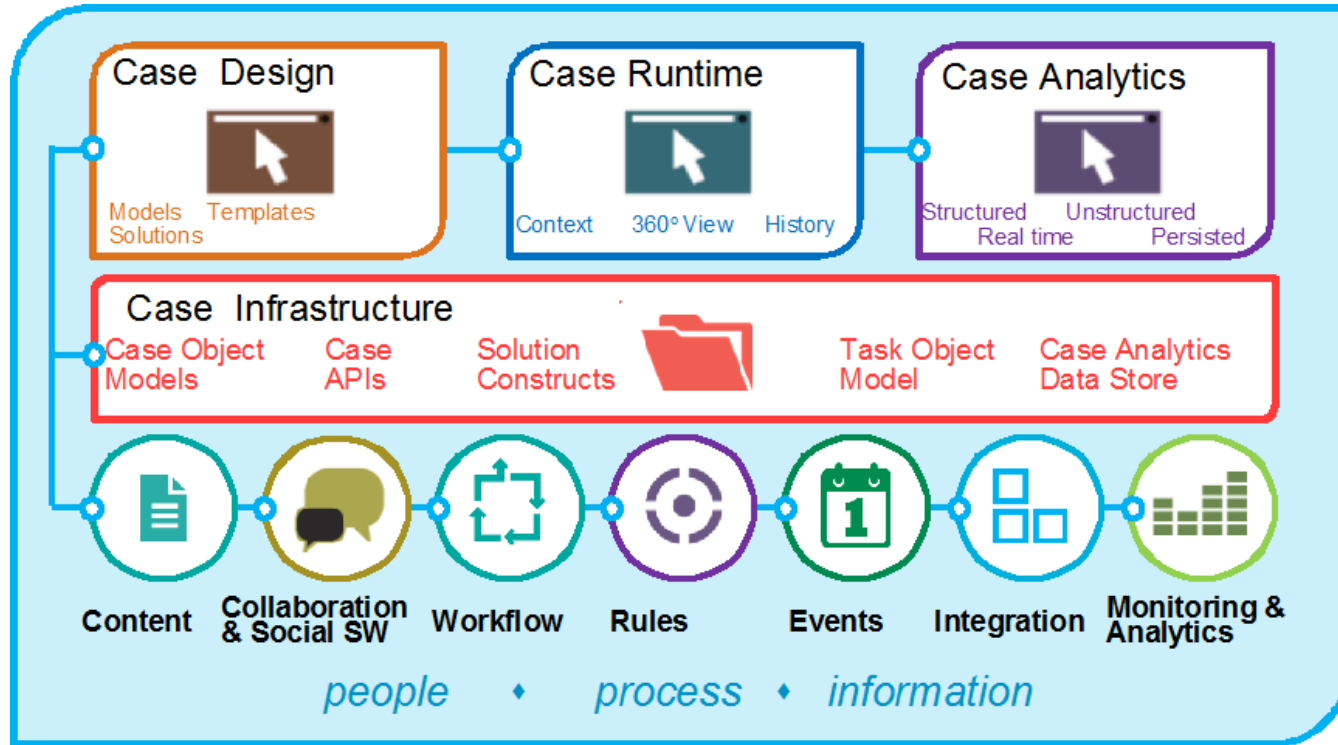 Case Design
Case Runtime
Case Analytics
Models Templates
Solutions
Context 360º View History
Structured Unstructured
Real time Persisted
Case Infrastructure
Case Object
Models
Case
APIs
Solution
Constructs
Task Object
Model
Case Analytics
Data Store
1
Content
Collaboration
& Social SW
Workflow
Rules
Events
Integration
Monitoring &
Analytics
people ♦ process ♦ information